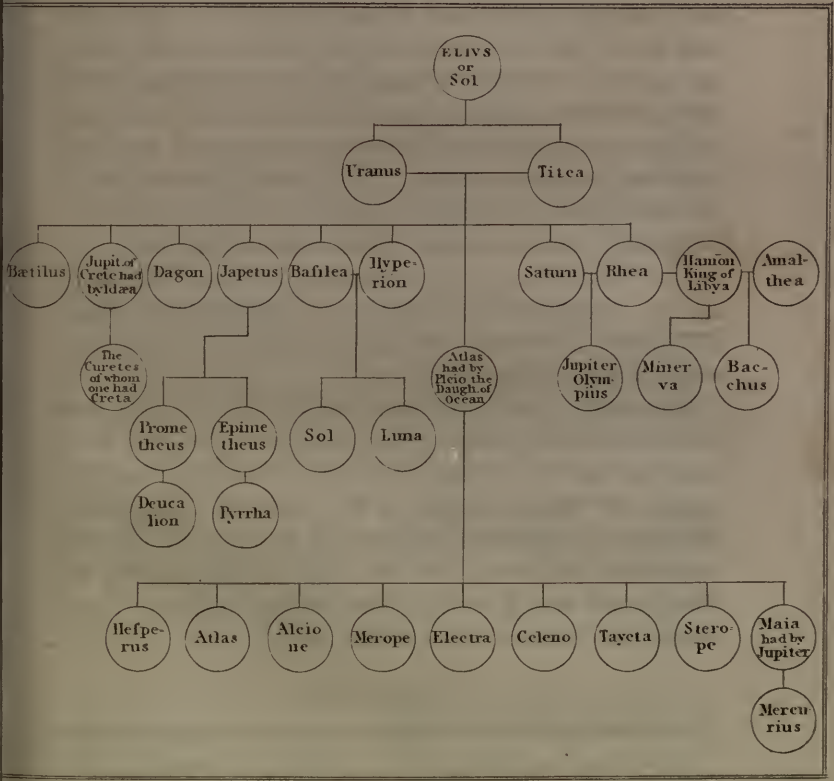 ELIVS
or
Sol
Uranus
Titea
Bætilus
Jupit. of
Crete had
by Idæa
Dagon
Japetus
Baſilea
Hype=
rion
Saturn
Rhea
Hamōn
King of
Libya
Amal-
thea
The
Curetes
of whom
one had
Creta
Atlas
had by
Pleio the
Daugh. of
Ocean
Jupiter
Olym=
pius
Miner
va
Bac=
chus
Prome
theus
Epime
theus
Sol
Luna
Deuca
lion
Pyrrha
Heſpe=
rus
Atlas
Alcio
ne
Merope
Electra
Celeno
Taygeta
Stero=
pe
Maia
had by
Jupiter
Mercu-
rius